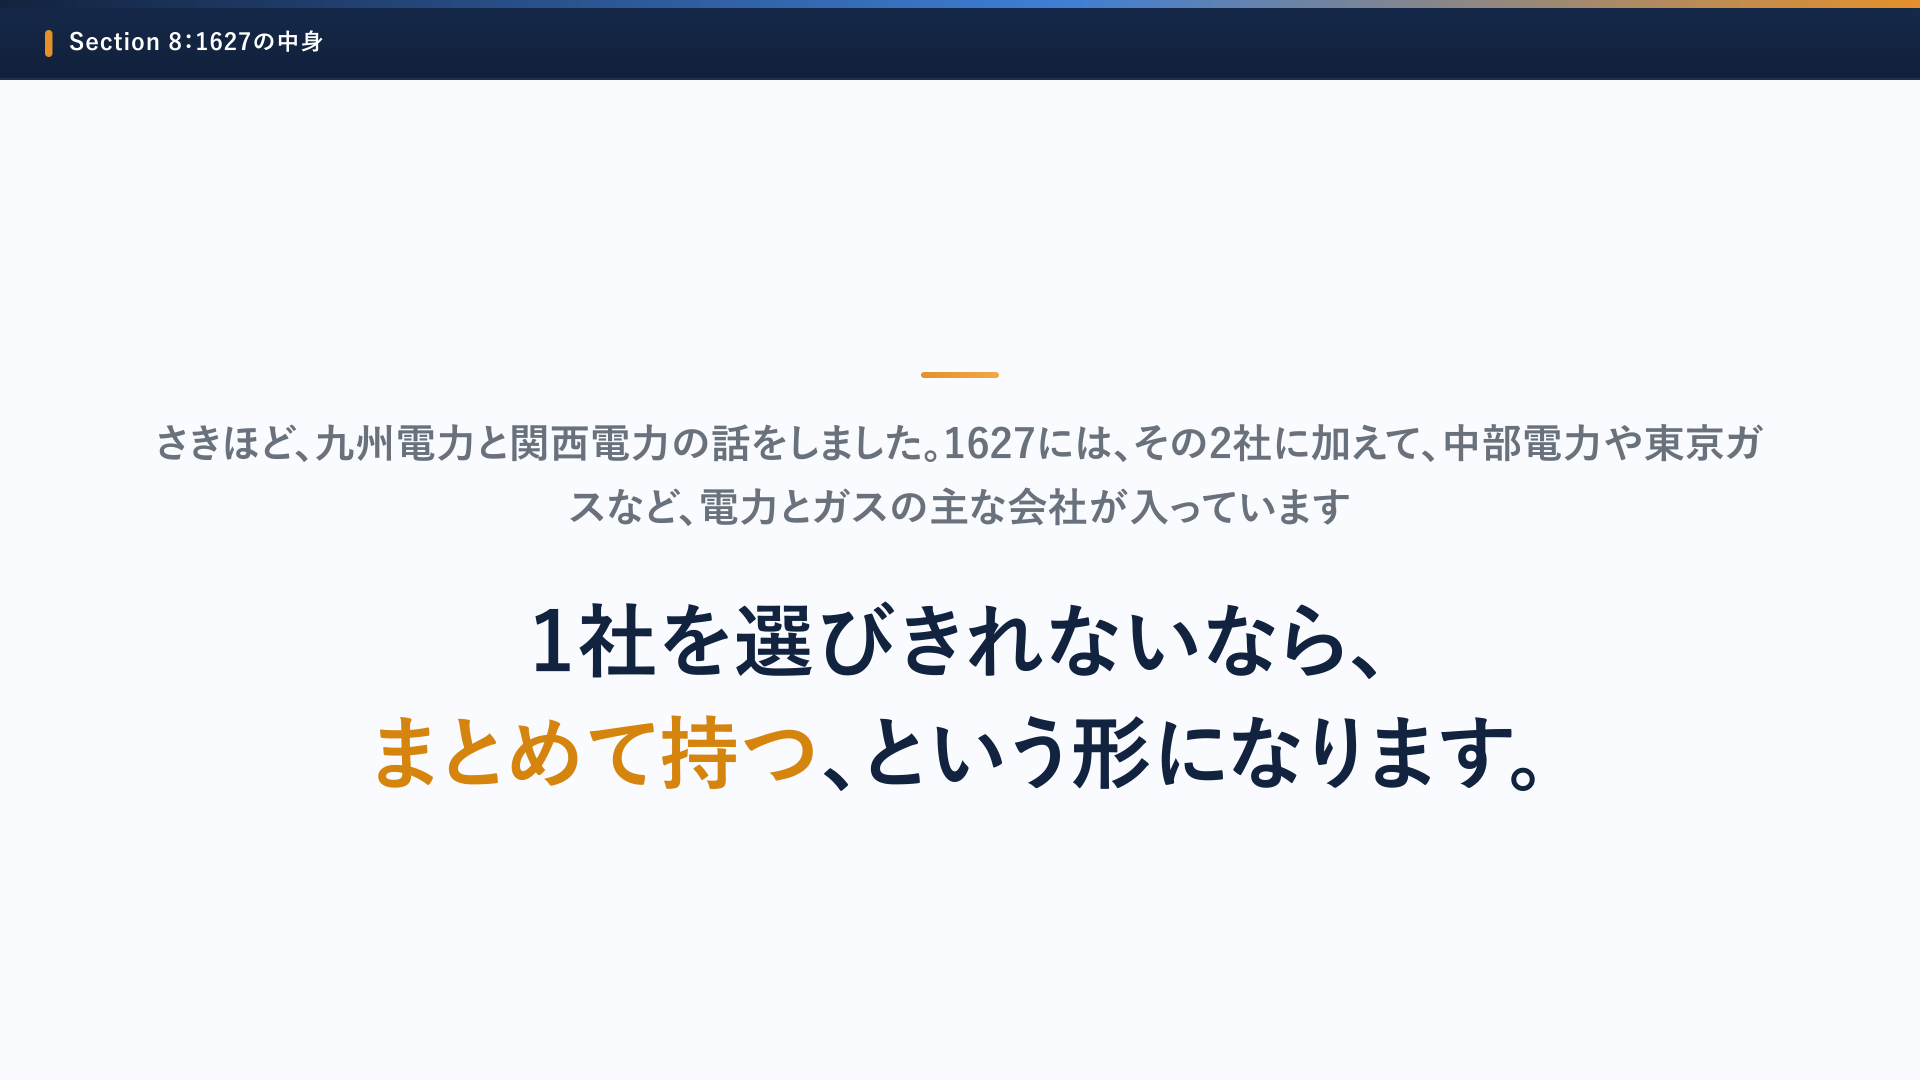 Section 8：1627の中身
さきほど、九州電力と関西電力の話をしました。1627には、その2社に加えて、中部電力や東京ガ
スなど、電力とガスの主な会社が入っています
1社を選びきれないなら、
まとめて持つ、という形になります。